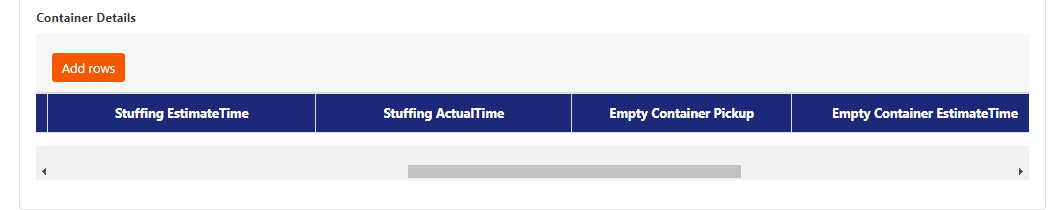 Container Details
Add rows
Stuffing EstimateTime Stuffing ActualTime Empty Container Pickup Empty Container EstimateTime